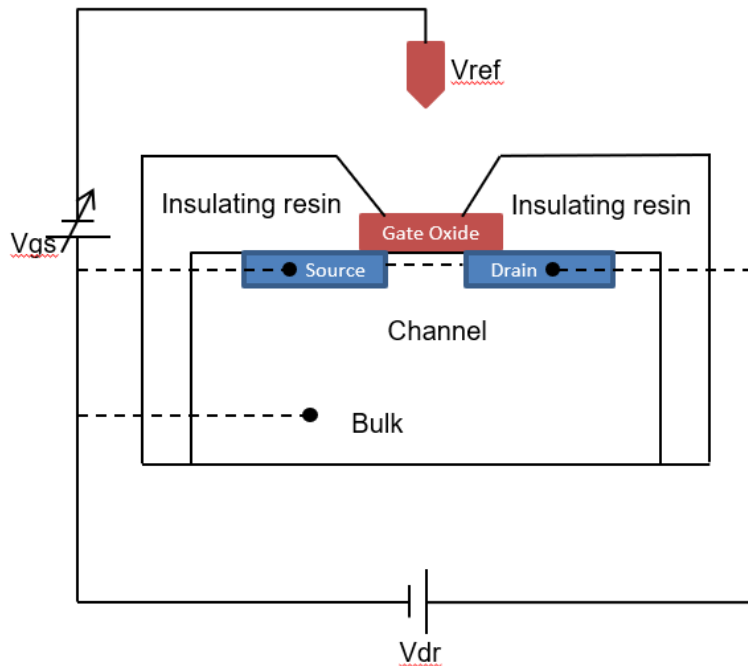 Vref
Insulating resin
Insulating resin
Gate Oxide
Vgs
Source
Drain
Channel
Bulk
Vdr